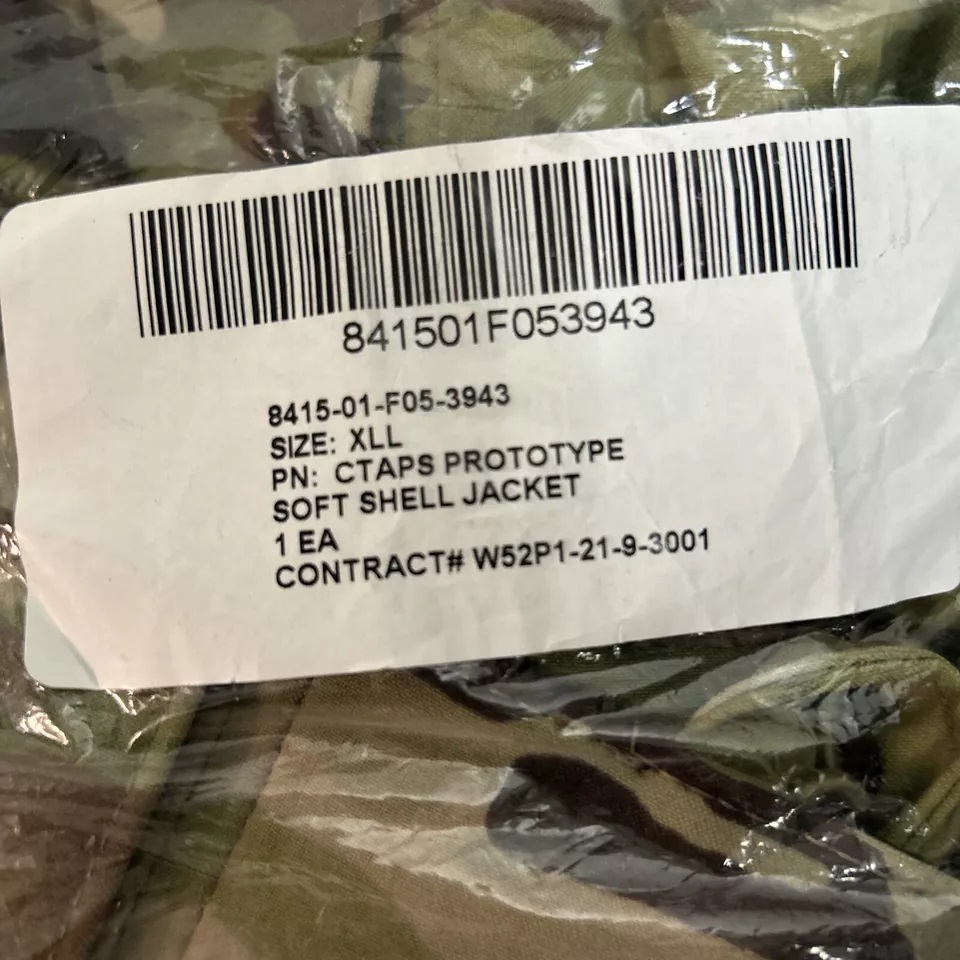 841501F053943
8415-01-F05-3943
SIZE: XLL
PN: CTAPS PROTOTYPE
SOFT SHELL JACKET
1 EA
CONTRACT# W52P1-21-9-3001